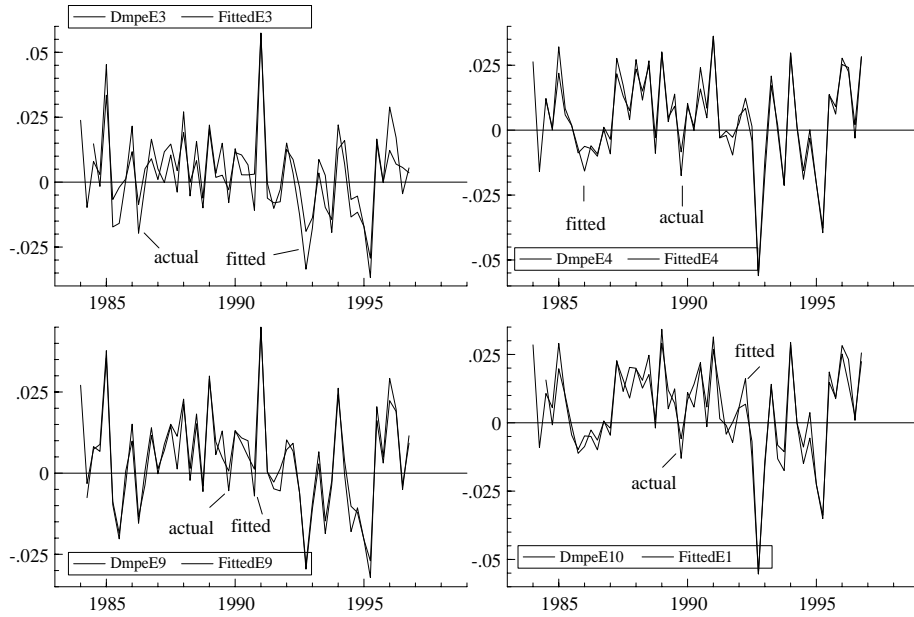 DmpeE3 FittedE3
.05
.025
0
-.025
actual
fitted
1985 1990 1995
.025
0
-.025
-.05
fitted
actual
DmpeE4 FittedE4
1985 1990 1995
.025
0
-.025
actual
fitted
DmpeE9 FittedE9
1985 1990 1995
.025
0
-.025
-.05
fitted
actual
DmpeE10 FittedE1
1985 1990 1995